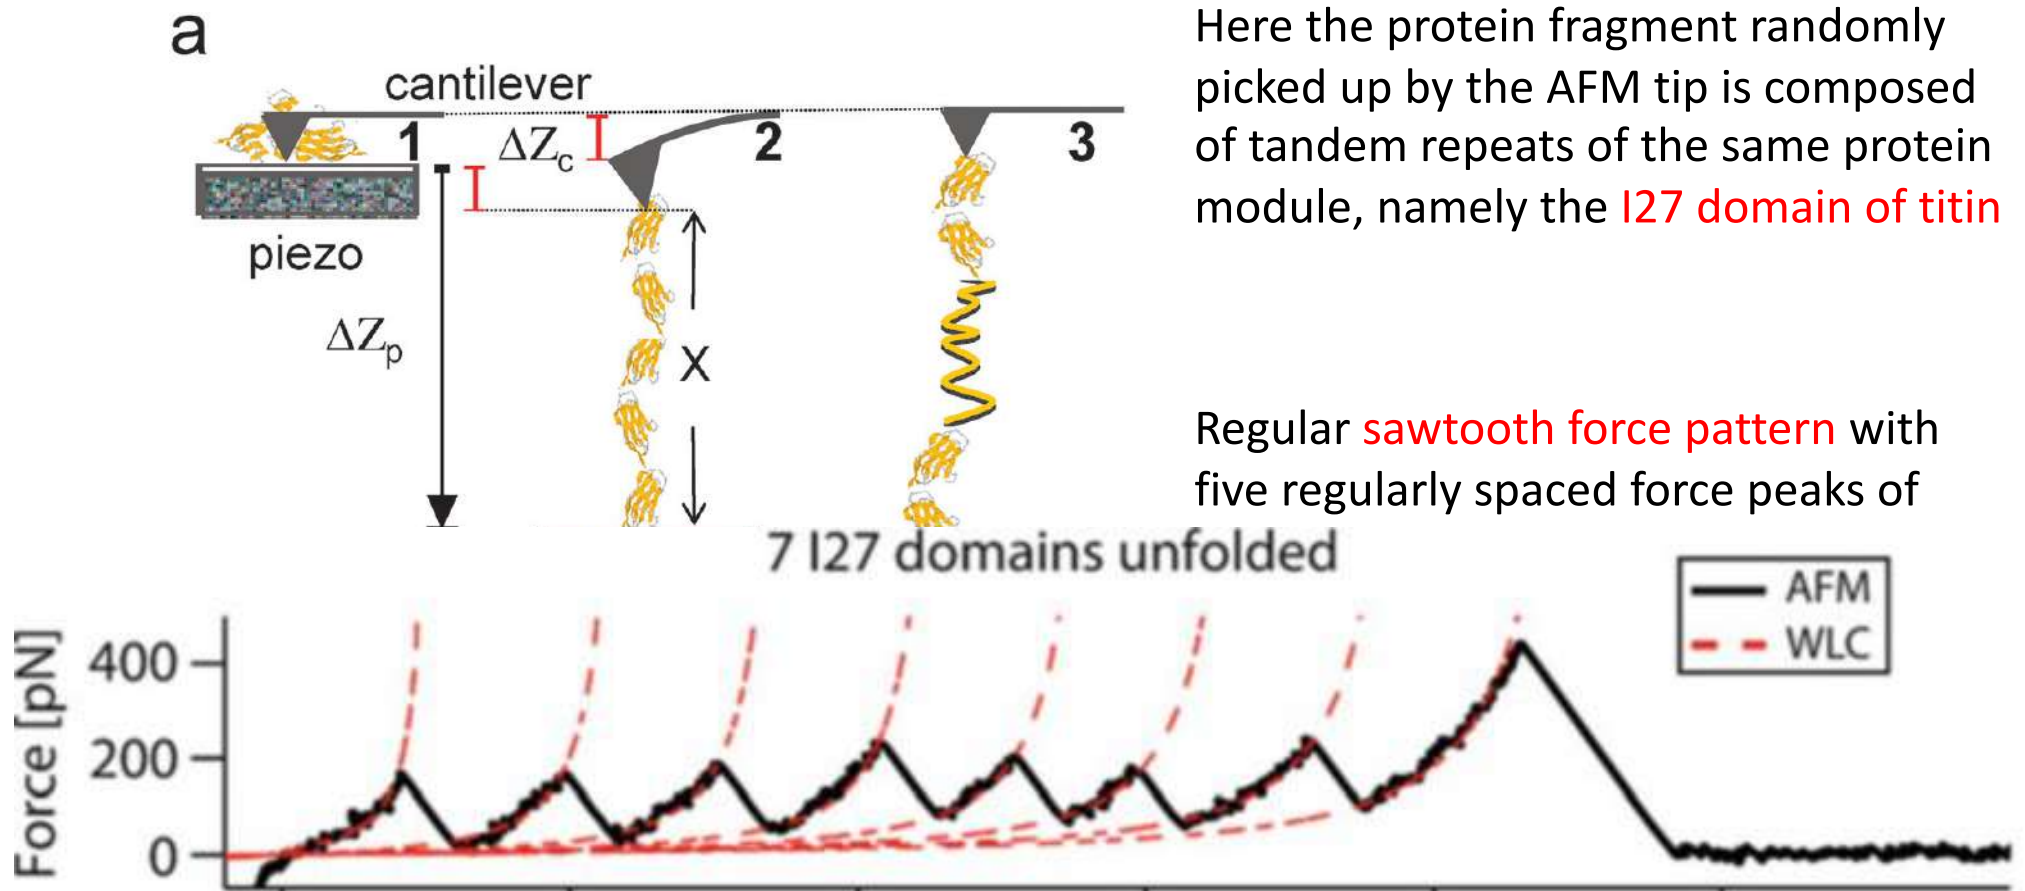 a
cantilever
1
ΔZc
2
3
piezo
ΔZp
X
Here the protein fragment randomly
picked up by the AFM tip is composed
of tandem repeats of the same protein
module, namely the I27 domain of titin
Regular sawtooth force pattern with
five regularly spaced force peaks of
7 I27 domains unfolded
AFM
WLC
Force [pN]
400
200
0